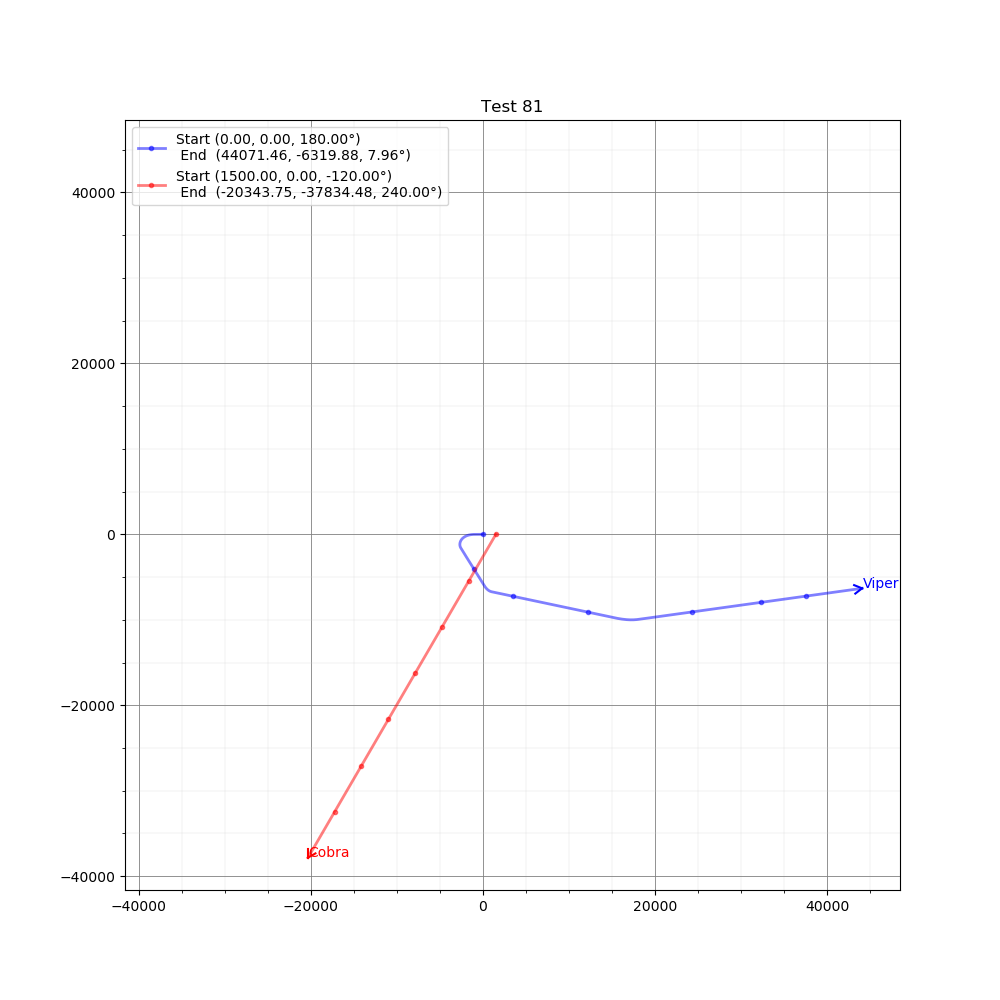 Test 81
Start (0.00, 0.00, 180.00°)
End  (44071.46, -6319.88, 7.96°)
Start (1500.00, 0.00, -120.00°)
End  (-20343.75, -37834.48, 240.00°)
40000
20000
0
−20000
−40000
Viper
Cobra
−40000
−20000
0
20000
40000